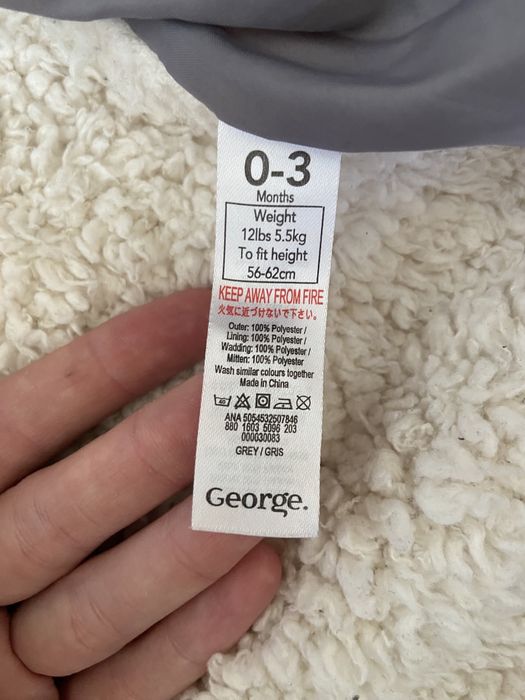 0-3
Months
Weight
12lbs 5.5kg
To fit height
56-62cm
KEEP AWAY FROM FIRE
火気に近づけないで下さい。
Outer: 100% Polyester /
Lining: 100% Polyester /
Wadding: 100% Polyester /
Mitten: 100% Polyester
Wash similar colours together
Made in China
40
ANA 5054532507846
880 1603 5096 203
000030083
GREY / GRIS
George.